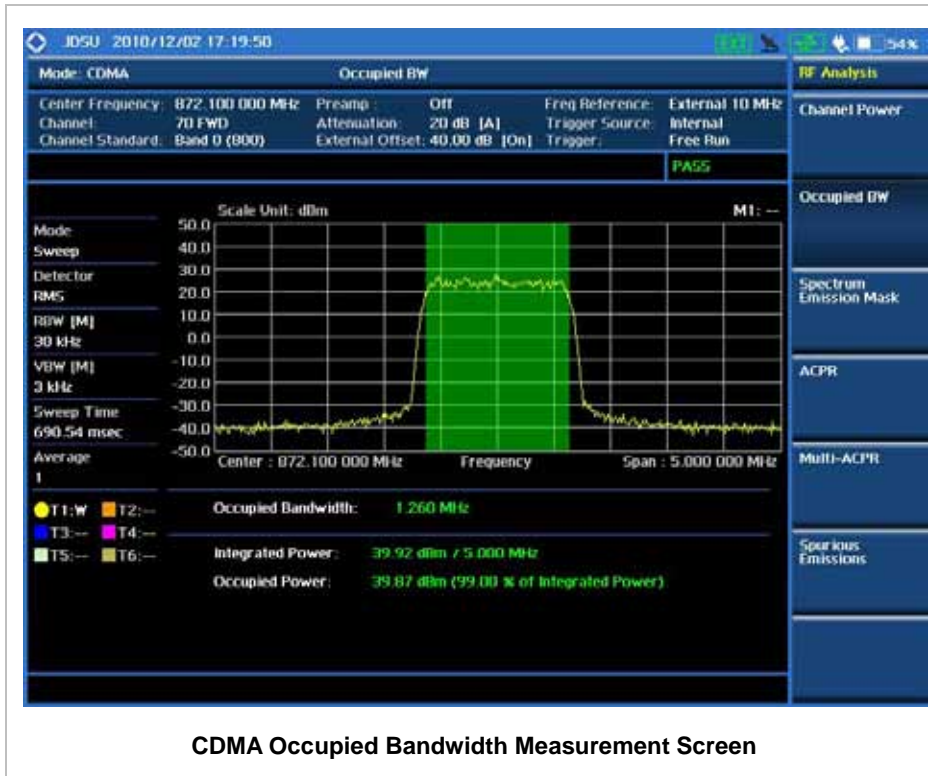 JDSU 2010/12/02 17:19:50
EXT
54%
Mode: CDMA
Occupied BW
RF Analysis
Center Frequency: 872.100 000 MHz
Preamp: Off
Freq Reference: External 10 MHz
Channel: 70 FWD
Attenuation: 20 dB [A]
Trigger Source: Internal
Channel Standard: Band 0 (800)
External Offset: 40.00 dB [On]
Trigger: Free Run
PASS
Channel Power
Occupied BW
Spectrum
Emission Mask
ACPR
Multi-ACPR
Spurious
Emissions
Mode
Sweep
Detector
RMS
RBW [M]
30 kHz
VBW [M]
3 kHz
Sweep Time
690.54 msec
Average
1
T1:W T2:--
T3:-- T4:--
T5:-- T6:--
Scale Unit: dBm
M1: --
50.0
40.0
30.0
20.0
10.0
0.0
-10.0
-20.0
-30.0
-40.0
-50.0
Center : 872.100 000 MHz
Frequency
Span : 5.000 000 MHz
Occupied Bandwidth: 1.260 MHz
Integrated Power: 39.92 dBm / 5.000 MHz
Occupied Power: 39.87 dBm (99.00 % of Integrated Power)
CDMA Occupied Bandwidth Measurement Screen